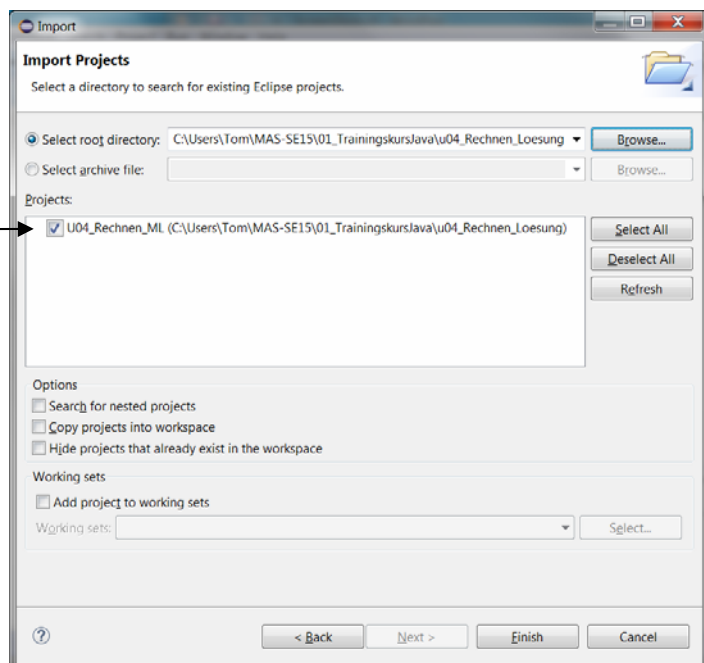 Import
Import Projects
Select a directory to search for existing Eclipse projects.
Select root directory: C:\Users\Tom\MAS-SE15\01_TrainingskursJava\u04_Rechnen_Loesung Browse...
Select archive file: Browse...
Projects:
U04_Rechnen_ML (C:\Users\Tom\MAS-SE15\01_TrainingskursJava\u04_Rechnen_Loesung) Select All
Deselect All
Refresh
Options
Search for nested projects
Copy projects into workspace
Hide projects that already exist in the workspace
Working sets
Add project to working sets
Working sets: Select...
? < Back Next > Finish Cancel